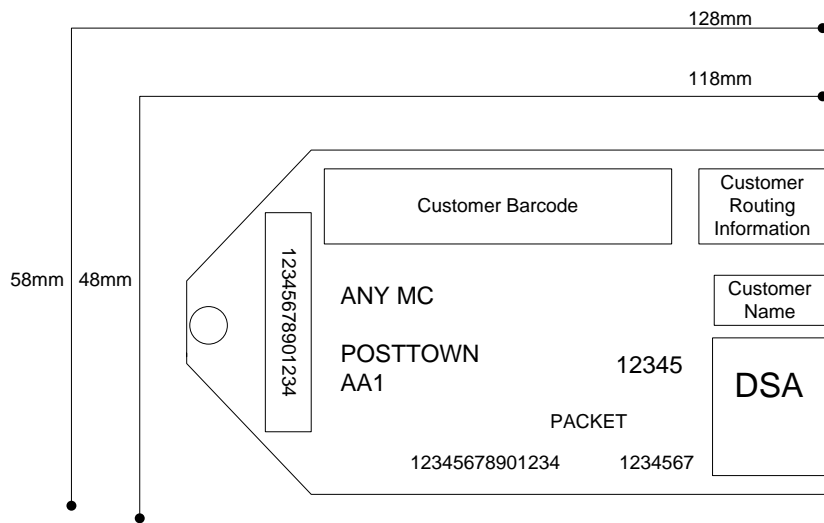 128mm
118mm
Customer Barcode
Customer
Routing
Information
58mm
48mm
12345678901234
ANY MC
Customer
Name
POSTTOWN
AA1
12345
DSA
PACKET
12345678901234
1234567